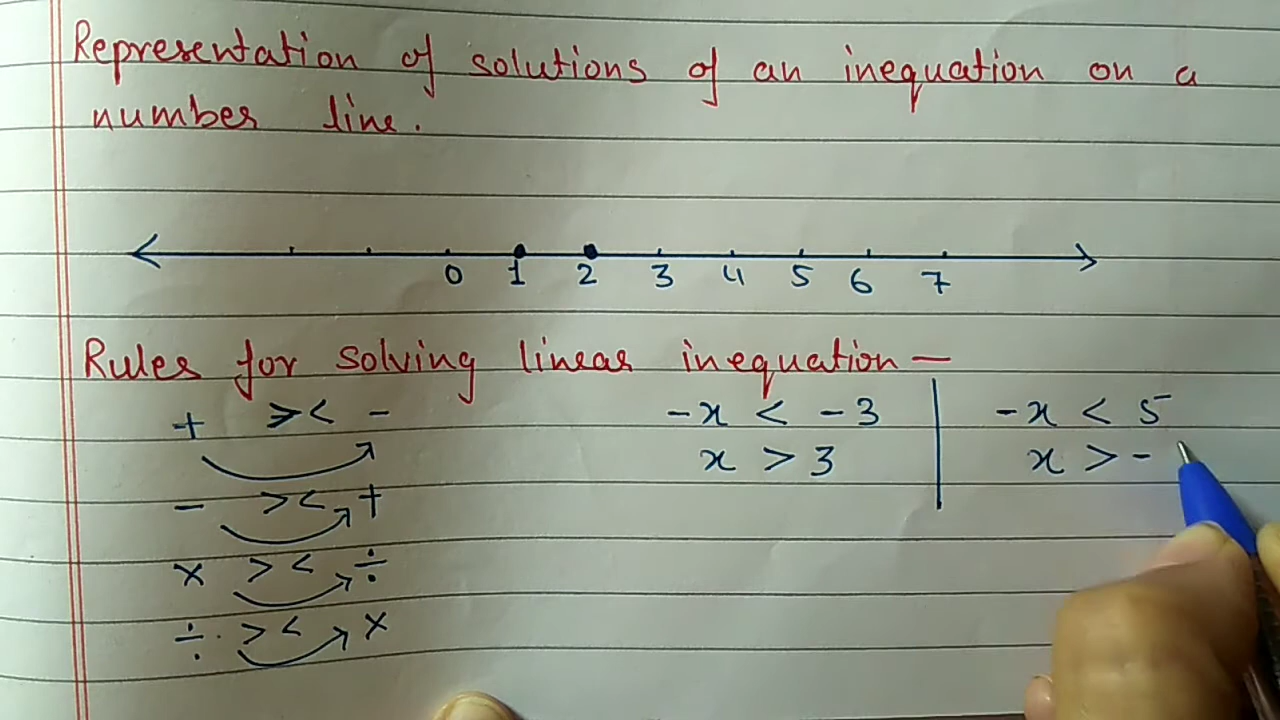 Representation of solutions of an inequation on a
number line.
0 1 2 3 4 5 6 7
Rules for solving linear inequation —
+ >< -
- >< +
× >< ÷
÷ >< ×
-x < -3
x > 3
-x < 5
x > -